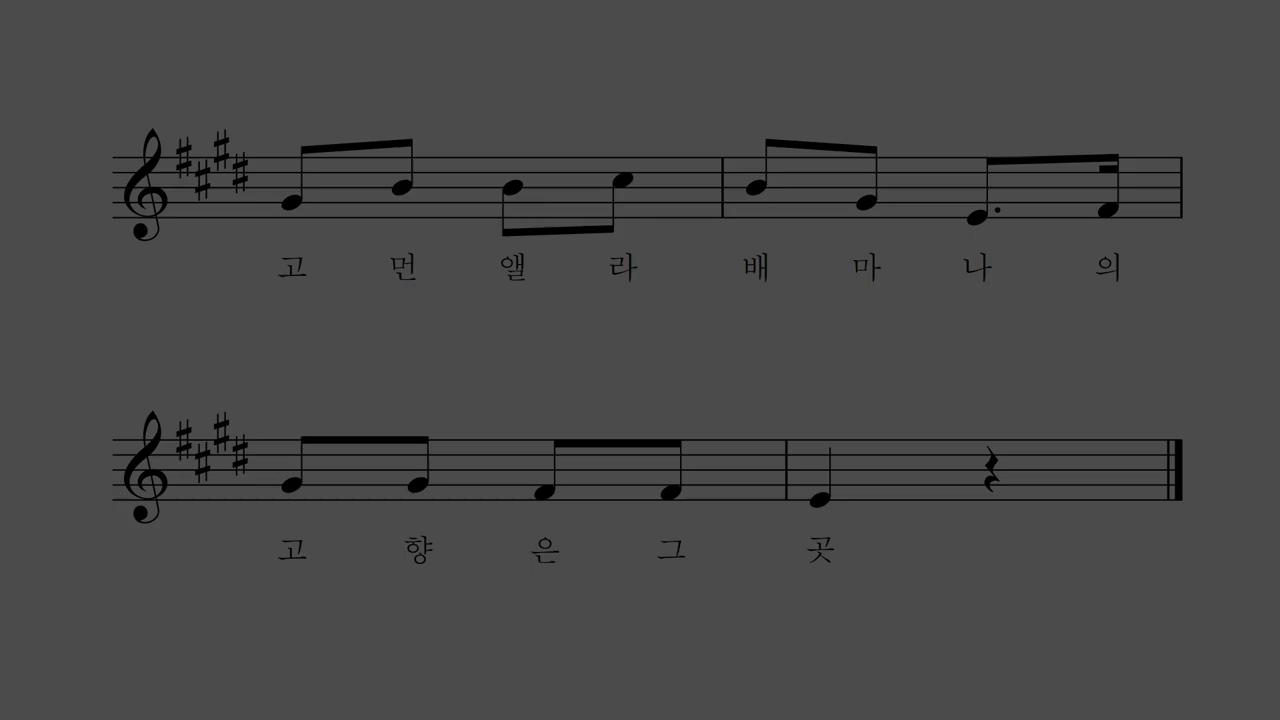 고 먼 앨 라 배 마 나 의
고 향 은 그 곳